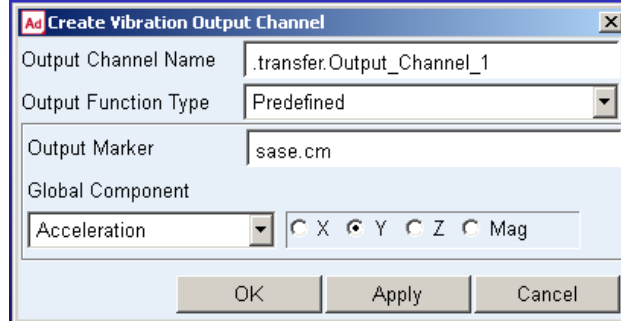 Ad Create Vibration Output Channel
Output Channel Name .transfer.Output_Channel_1
Output Function Type Predefined
Output Marker sase.cm
Global Component
Acceleration X Y Z Mag
OK Apply Cancel